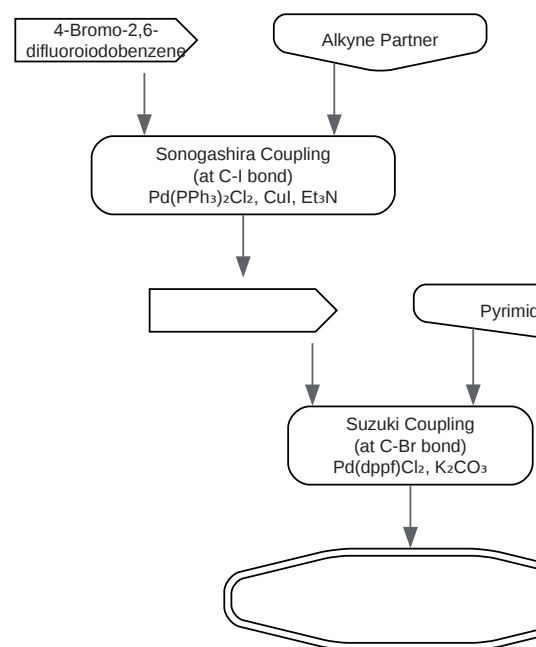 4-Bromo-2,6-
difluoroiodobenzene
Alkyne Partner
Sonogashira Coupling
(at C-I bond)
Pd(PPh₃)₂Cl₂, CuI, Et₃N
Pyrimid
Suzuki Coupling
(at C-Br bond)
Pd(dppf)Cl₂, K₂CO₃